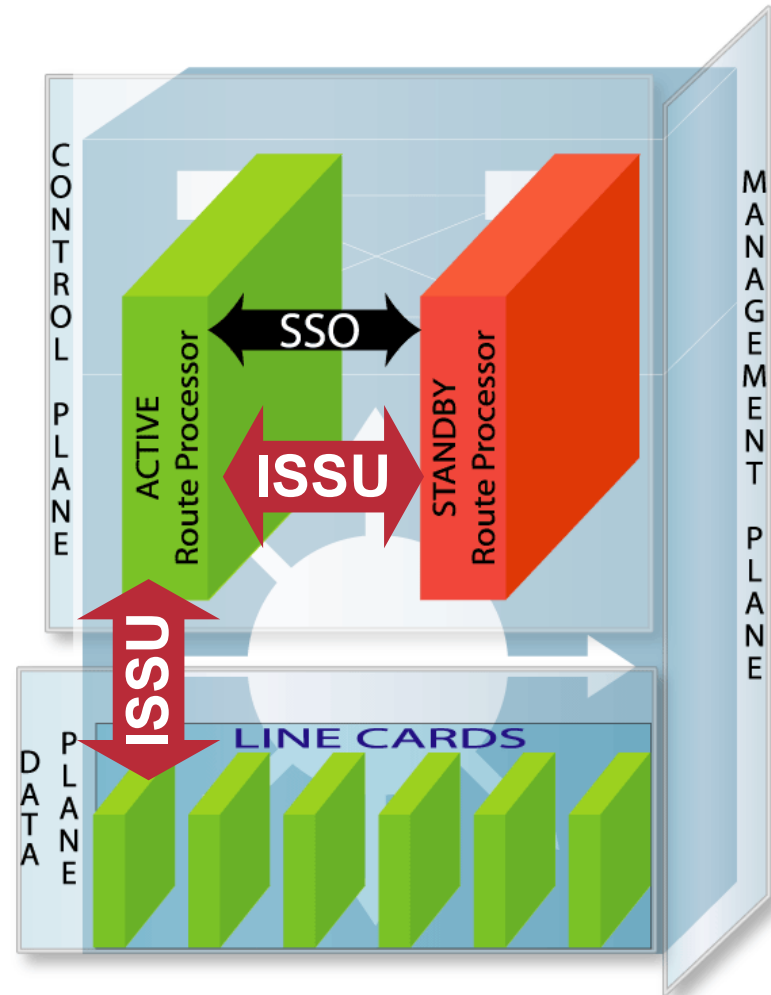 CONTROL PLANE
MANAGEMENT PLANE
SSO
ACTIVE
Route Processor
ISSU
STANDBY
Route Processor
ISSU
DATA
PLANE
LINE CARDS